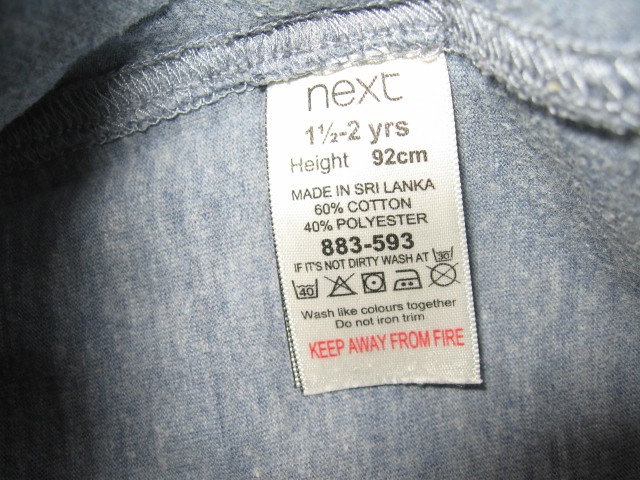 next
1½-2 yrs
Height 92cm
MADE IN SRI LANKA
60% COTTON
40% POLYESTER
883-593
IF IT'S NOT DIRTY WASH AT 30
40
Wash like colours together
Do not iron trim
KEEP AWAY FROM FIRE